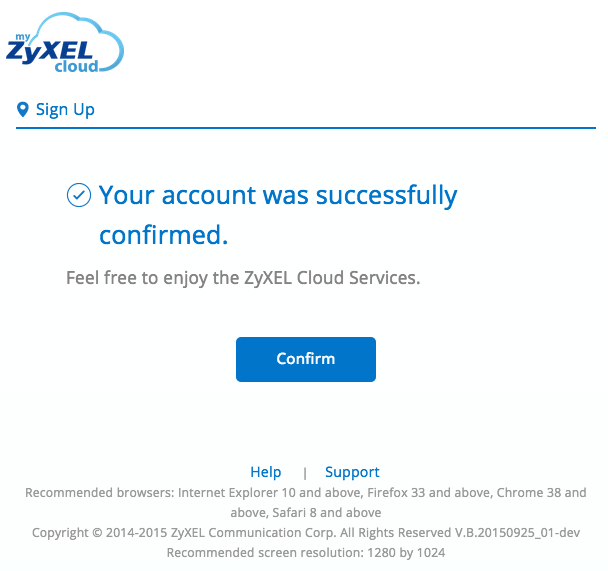 my
ZyXEL
cloud
Sign Up
Your account was successfully
confirmed.
Feel free to enjoy the ZyXEL Cloud Services.
Confirm
Help | Support
Recommended browsers: Internet Explorer 10 and above, Firefox 33 and above, Chrome 38 and
above, Safari 8 and above
Copyright © 2014-2015 ZyXEL Communication Corp. All Rights Reserved V.B.20150925_01-dev
Recommended screen resolution: 1280 by 1024